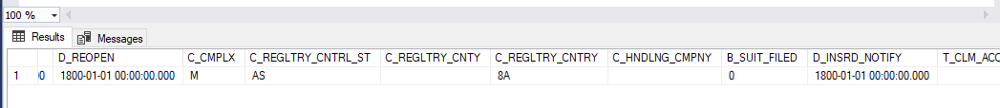 100 %
Results Messages
D_REOPEN C_CMPLX C_REGLTRY_CNTRL_ST C_REGLTRY_CNTY C_REGLTRY_CNTRY C_HNDLNG_CMPNY B_SUIT_FILED D_INSRD_NOTIFY T_CLM_ACC
1 00 1800-01-01 00:00:00.000 M AS 8A 0 1800-01-01 00:00:00.000